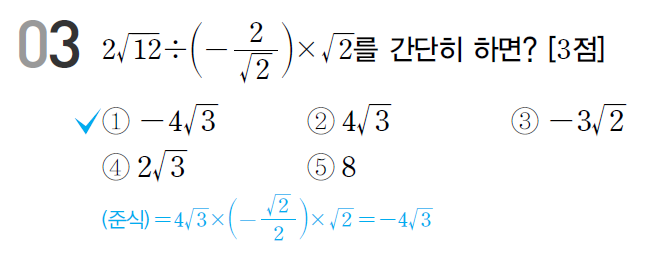 03 2√12÷(−2/√2)×√2를 간단히 하면? [3점]
① −4√3 ② 4√3 ③ −3√2
④ 2√3 ⑤ 8
(준식)=4√3×(−√2/2)×√2=−4√3